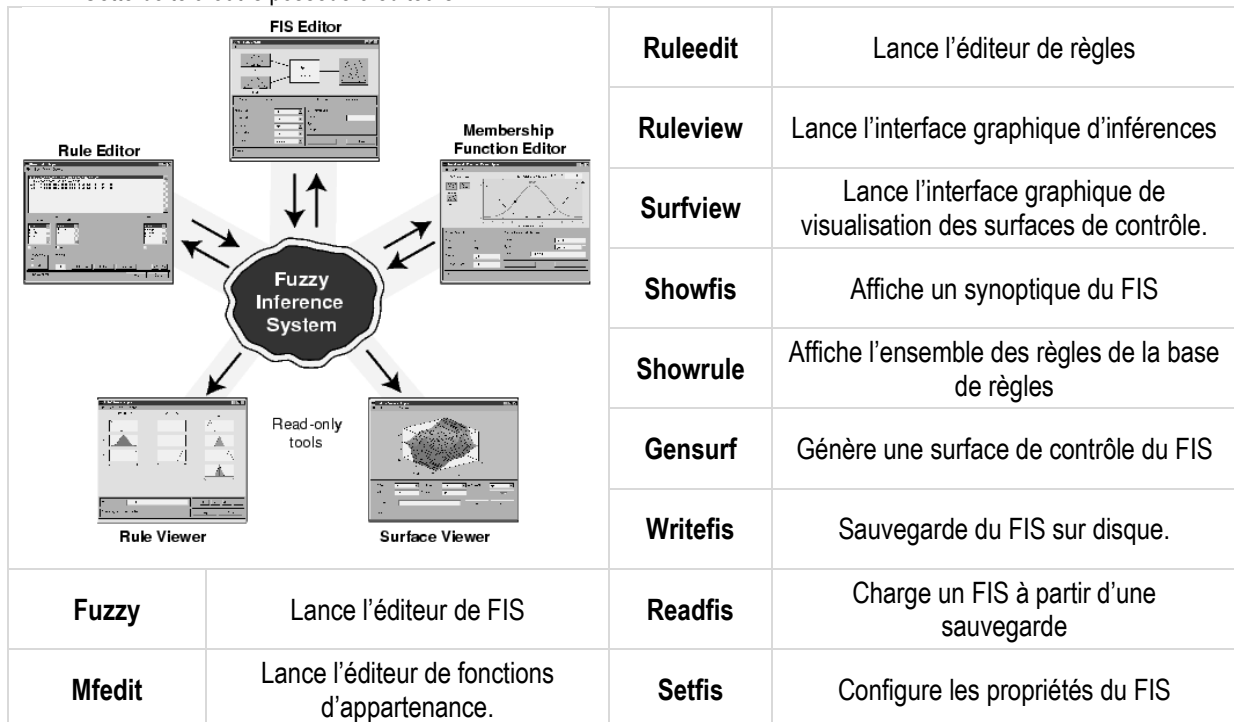 FIS Editor
Rule Editor
Membership
Function Editor
Fuzzy
Inference
System
Read-only
tools
Rule Viewer
Surface Viewer
Ruleedit
Lance l’éditeur de règles
Ruleview
Lance l’interface graphique d’inférences
Surfview
Lance l’interface graphique de
visualisation des surfaces de contrôle.
Showfis
Affiche un synoptique du FIS
Showrule
Affiche l’ensemble des règles de la base
de règles
Gensurf
Génère une surface de contrôle du FIS
Writefis
Sauvegarde du FIS sur disque.
Fuzzy
Lance l’éditeur de FIS
Readfis
Charge un FIS à partir d’une
sauvegarde
Mfedit
Lance l’éditeur de fonctions
d’appartenance.
Setfis
Configure les propriétés du FIS